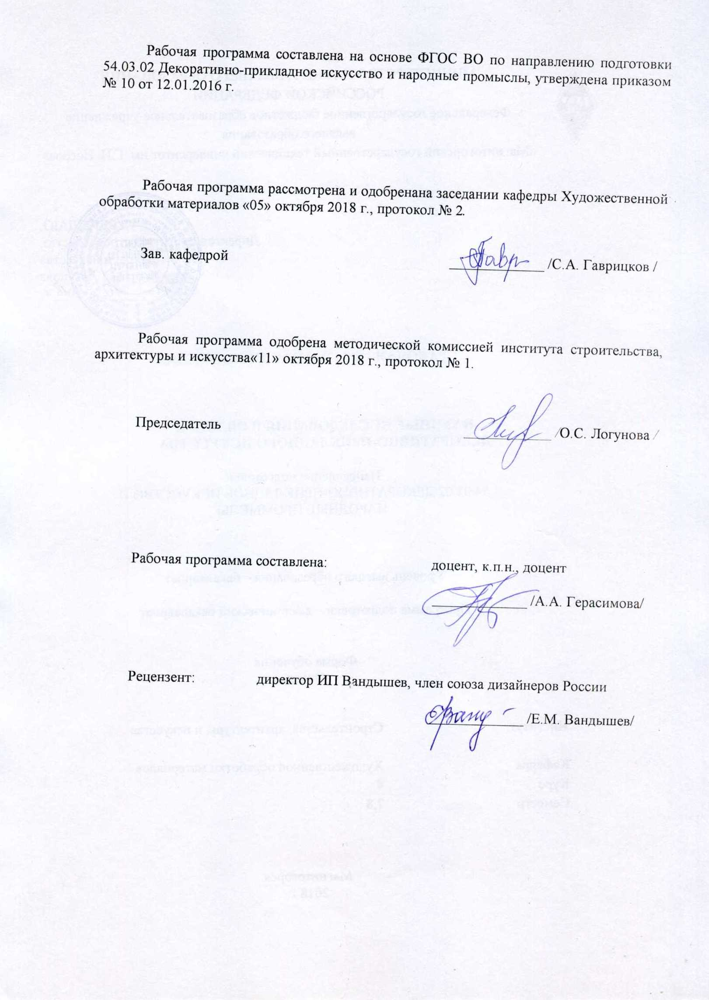 Рабочая программа составлена на основе ФГОС ВО по направлению подготовки
54.03.02 Декоративно-прикладное искусство и народные промыслы, утверждена приказом
№ 10 от 12.01.2016 г.
Рабочая программа рассмотрена и одобренана заседании кафедры Художественной
обработки материалов «05» октября 2018 г., протокол № 2.
Зав. кафедрой /С.А. Гаврицков /
Рабочая программа одобрена методической комиссией института строительства,
архитектуры и искусства«11» октября 2018 г., протокол № 1.
Председатель /О.С. Логунова /
Рабочая программа составлена: доцент, к.п.н., доцент
/А.А. Герасимова/
Рецензент: директор ИП Вандышев, член союза дизайнеров России
/Е.М. Вандышев/